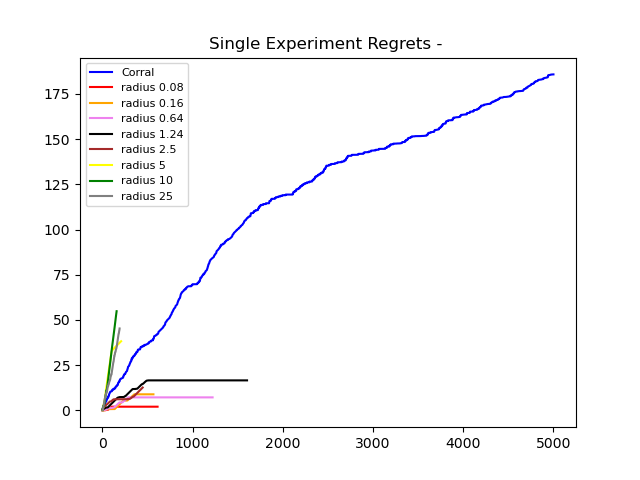 Single Experiment Regrets -
Corral
radius 0.08
radius 0.16
radius 0.64
radius 1.24
radius 2.5
radius 5
radius 10
radius 25
175
150
125
100
75
50
25
0
0 1000 2000 3000 4000 5000